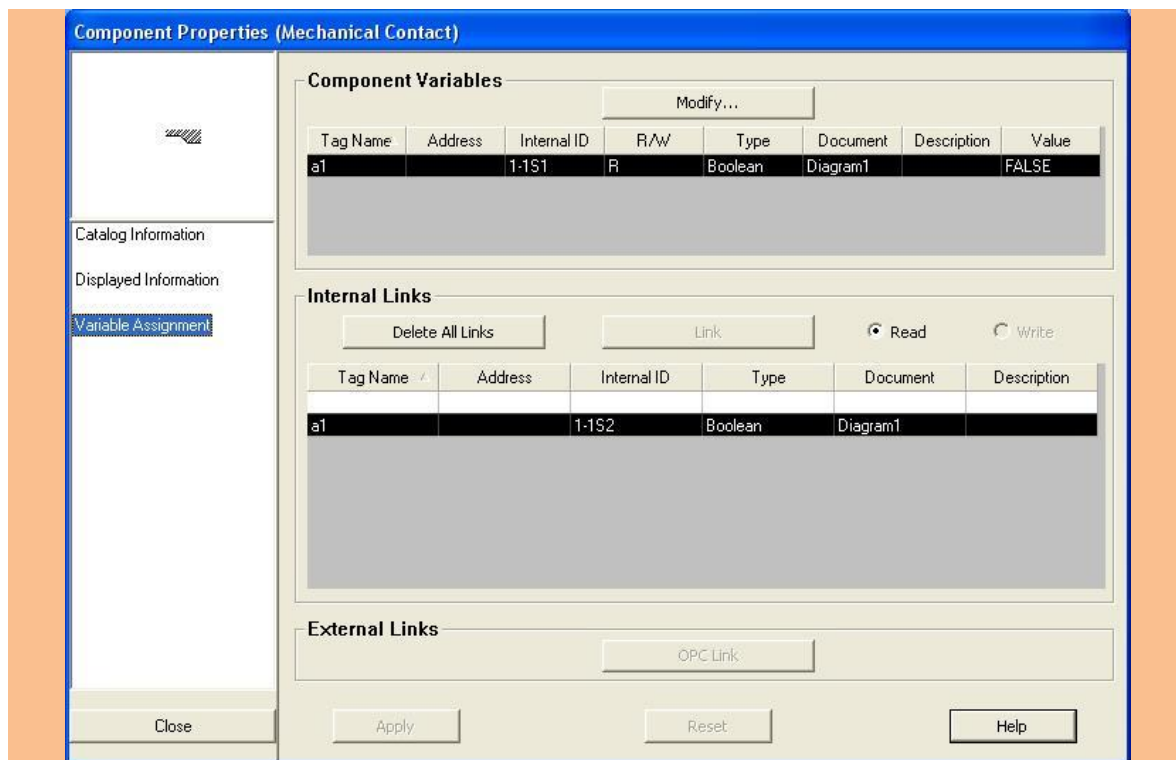 Component Properties (Mechanical Contact)
Component Variables
Modify...
Tag Name Address Internal ID R/W Type Document Description Value
a1 1-1S1 R Boolean Diagram1 FALSE
Catalog Information
Displayed Information
Variable Assignment
Internal Links
Delete All Links Link Read Write
Tag Name Address Internal ID Type Document Description
a1 1-1S2 Boolean Diagram1
External Links
OPC Link
Close Apply Reset Help